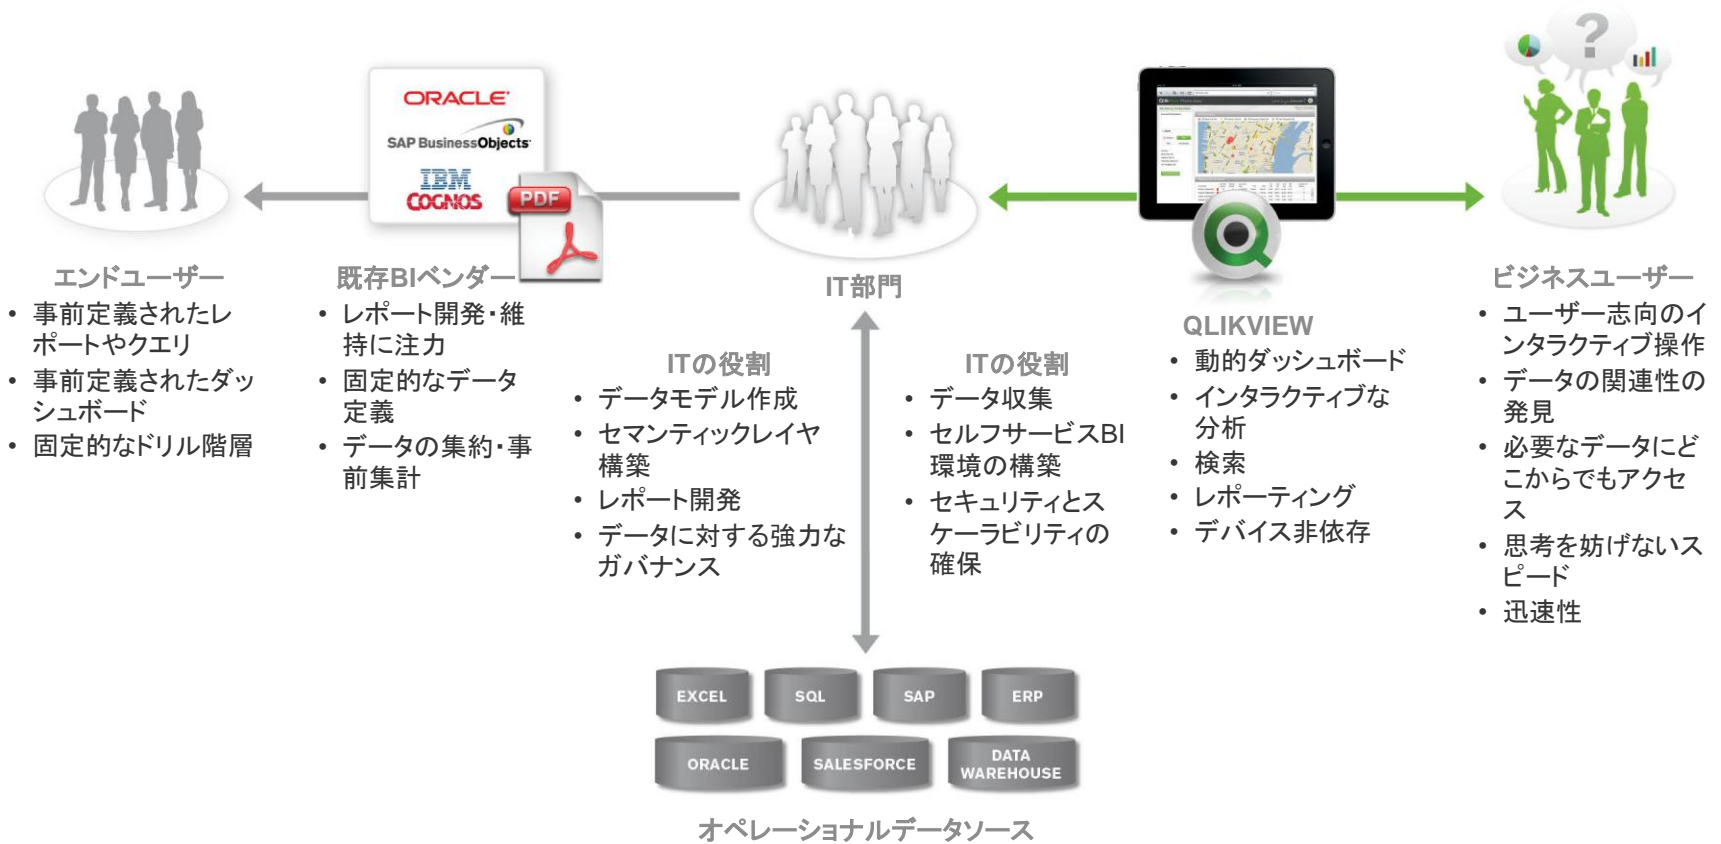 ORACLE
SAP BusinessObjects
IBM
COGNOS
PDF
?
エンドユーザー
• 事前定義されたレ
ポートやクエリ
• 事前定義されたダッ
シュボード
• 固定的なドリル階層
既存BIベンダー
• レポート開発・維
持に注力
• 固定的なデータ
定義
• データの集約・事
前集計
IT部門
ITの役割
• データモデル作成
• セマンティックレイヤ
構築
• レポート開発
• データに対する強力な
ガバナンス
ITの役割
• データ収集
• セルフサービスBI
環境の構築
• セキュリティとス
ケーラビリティの
確保
QLIKVIEW
• 動的ダッシュボード
• インタラクティブな
分析
• 検索
• レポーティング
• デバイス非依存
ビジネスユーザー
• ユーザー志向のイ
ンタラクティブ操作
• データの関連性の
発見
• 必要なデータにど
こからでもアクセ
ス
• 思考を妨げないス
ピード
• 迅速性
EXCEL
SQL
SAP
ERP
ORACLE
SALESFORCE
DATA
WAREHOUSE
オペレーショナルデータソース